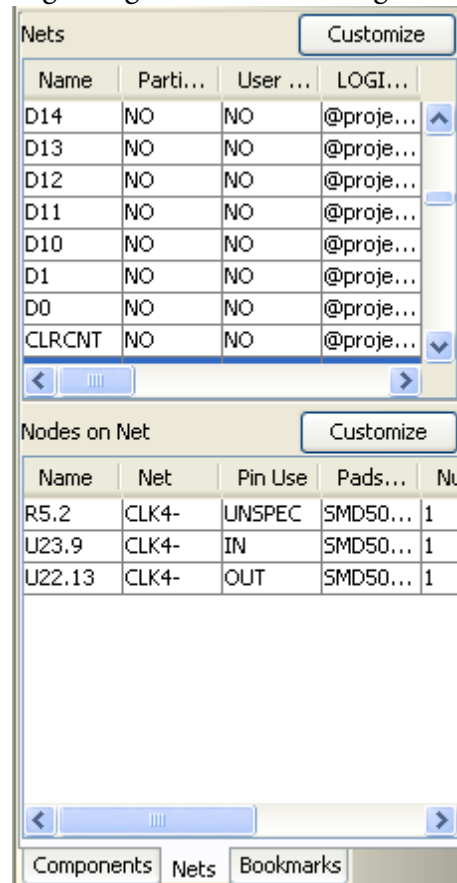 Nets Customize
Name Parti... User ... LOGI...
D14 NO NO @proje...
D13 NO NO @proje...
D12 NO NO @proje...
D11 NO NO @proje...
D10 NO NO @proje...
D1 NO NO @proje...
D0 NO NO @proje...
CLRCNT NO NO @proje...
Nodes on Net Customize
Name Net Pin Use Pads... Nu
R5.2 CLK4- UNSPEC SMD50... 1
U23.9 CLK4- IN SMD50... 1
U22.13 CLK4- OUT SMD50... 1
Components Nets Bookmarks